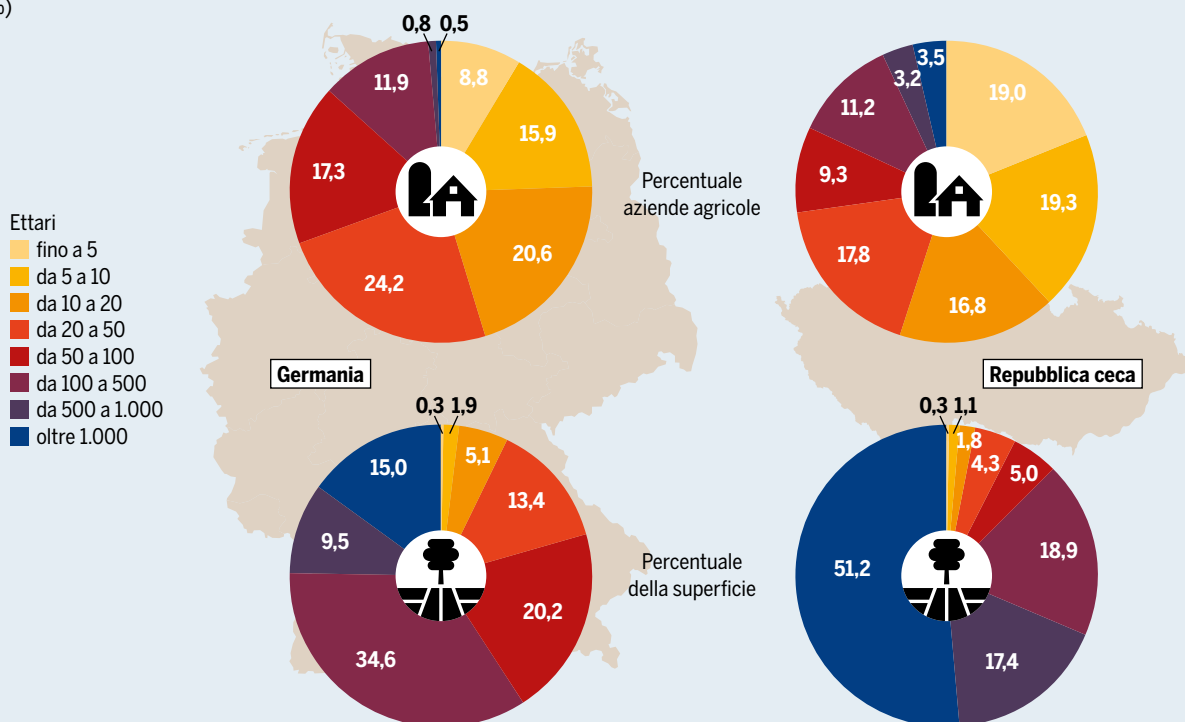 %)
0,8 0,5
8,8
15,9
20,6
24,2
17,3
11,9
Percentuale
aziende agricole
3,5
3,2
19,0
19,3
16,8
17,8
9,3
11,2
Ettari
fino a 5
da 5 a 10
da 10 a 20
da 20 a 50
da 50 a 100
da 100 a 500
da 500 a 1.000
oltre 1.000
Germania
Repubblica ceca
0,3 1,9
5,1
13,4
20,2
34,6
9,5
15,0
Percentuale
della superficie
0,3 1,1
1,8
4,3
5,0
18,9
17,4
51,2